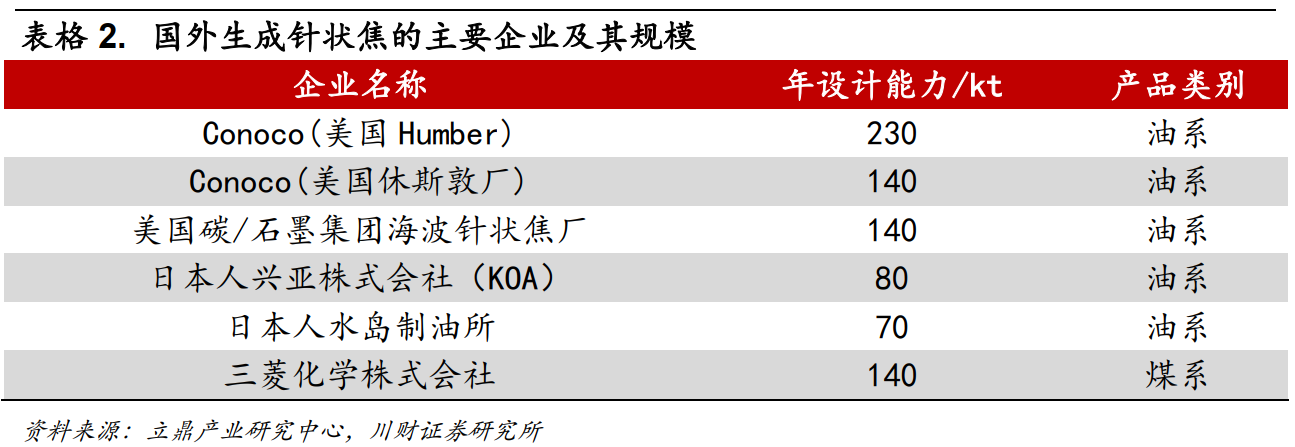 表格 2. 国外生成针状焦的主要企业及其规模
企业名称 年设计能力/kt 产品类别
Conoco(美国 Humber) 230 油系
Conoco(美国休斯敦厂) 140 油系
美国碳/石墨集团海波针状焦厂 140 油系
日本人兴亚株式会社（KOA） 80 油系
日本人水岛制油所 70 油系
三菱化学株式会社 140 煤系
资料来源：立鼎产业研究中心，川财证券研究所